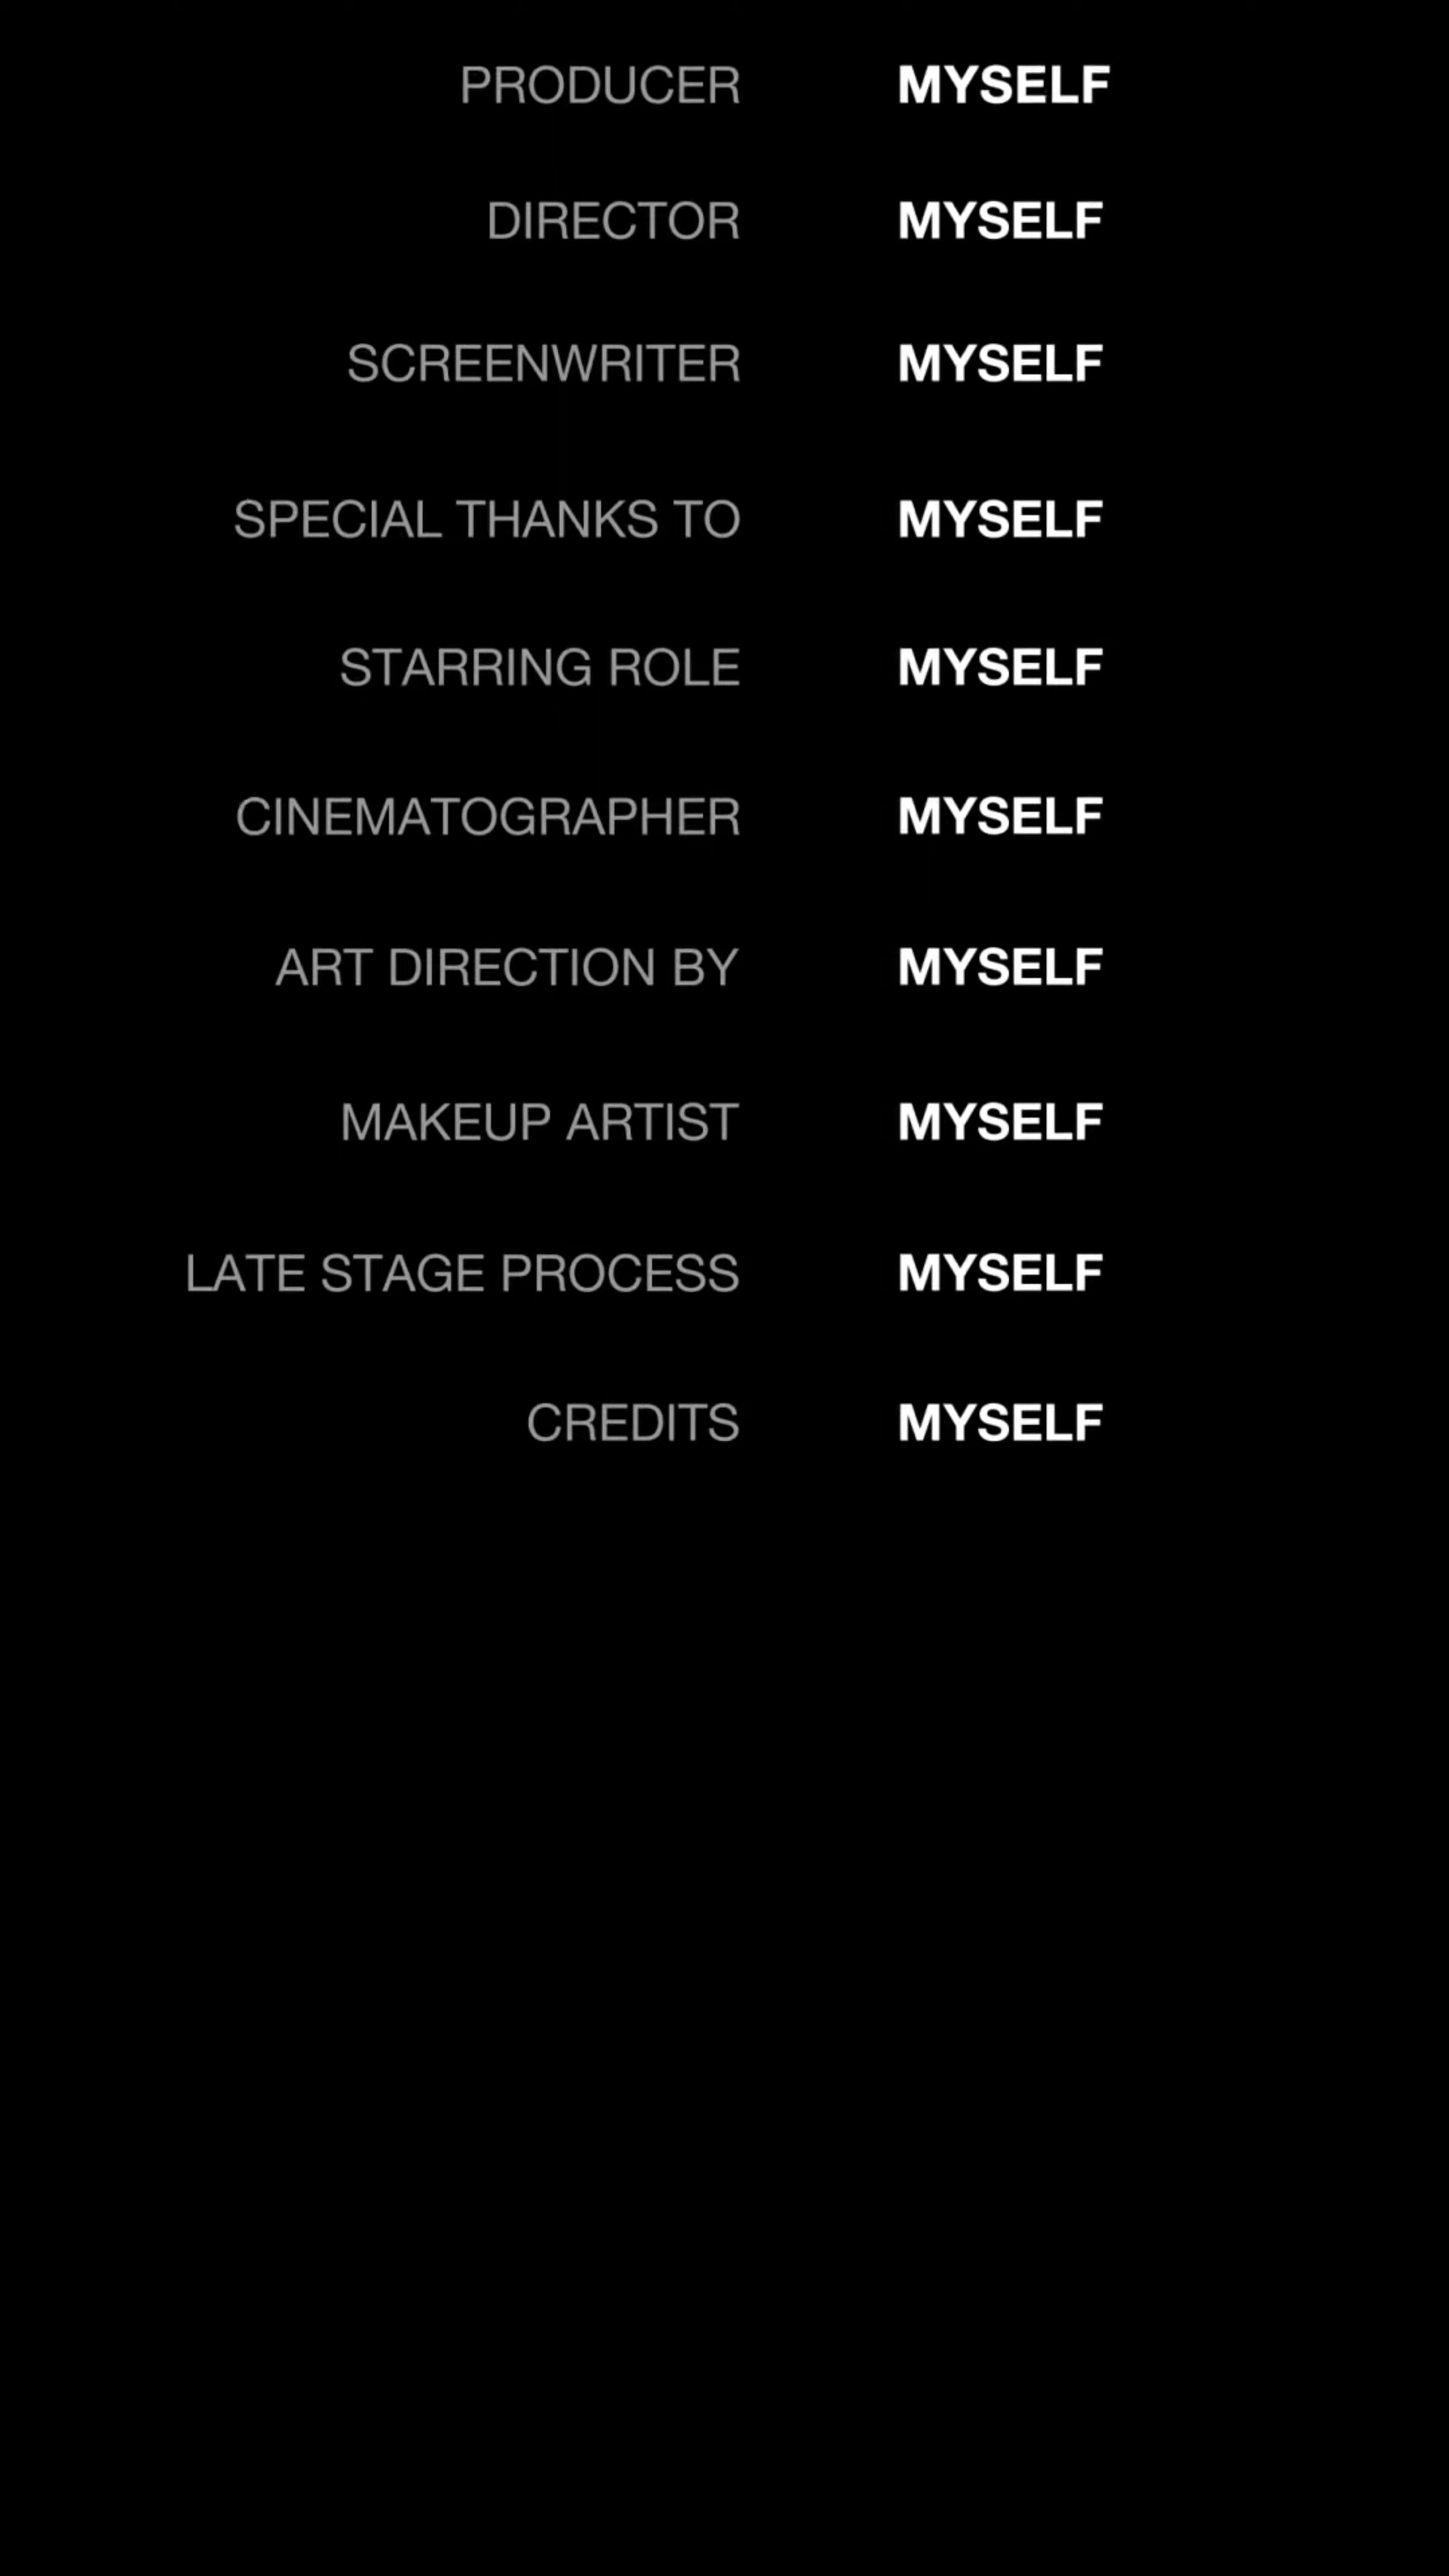 PRODUCER MYSELF
DIRECTOR MYSELF
SCREENWRITER MYSELF
SPECIAL THANKS TO MYSELF
STARRING ROLE MYSELF
CINEMATOGRAPHER MYSELF
ART DIRECTION BY MYSELF
MAKEUP ARTIST MYSELF
LATE STAGE PROCESS MYSELF
CREDITS MYSELF